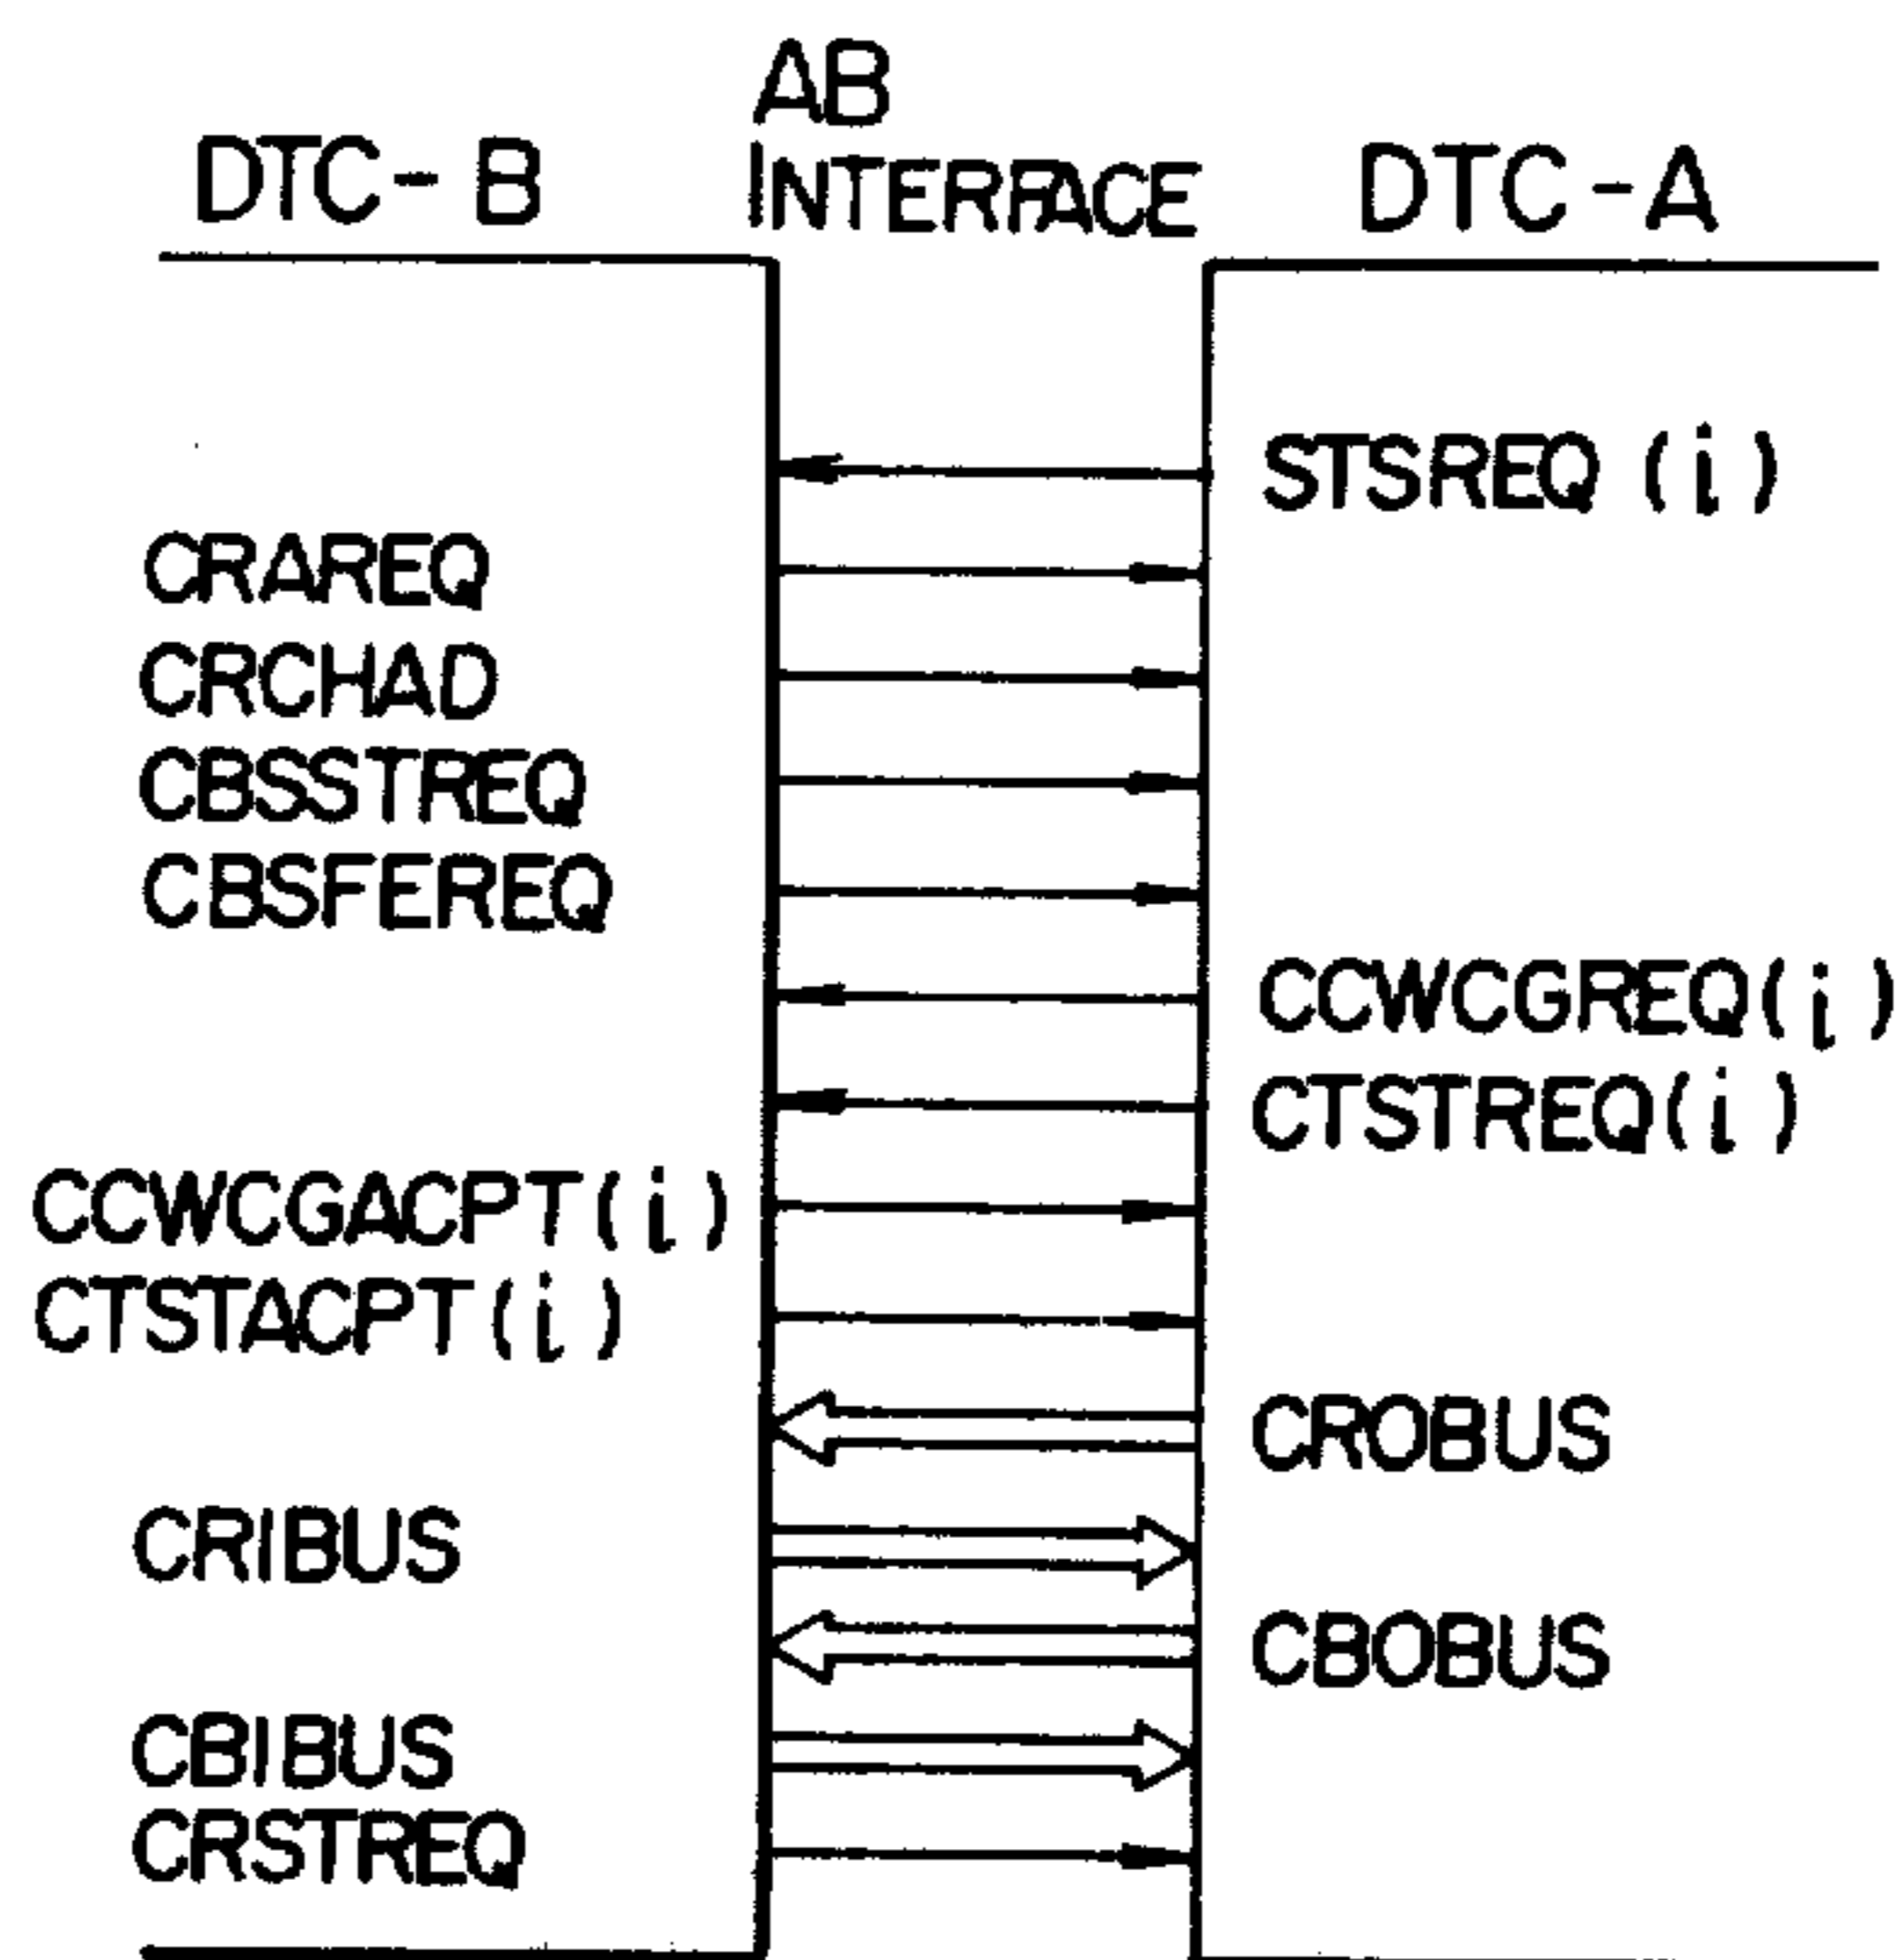 AB
DTC-B INTERFACE DTC-A
STSREQ (i)
CRAREQ
CRCHAD
CBSSTREQ
CBSFEREQ
CCWCGREQ(i)
CTSTREQ(i)
CCWCGACPT(i)
CTSTACPT(i)
CROBUS
CRIBUS
CBOBUS
CBIBUS
CRSTREQ